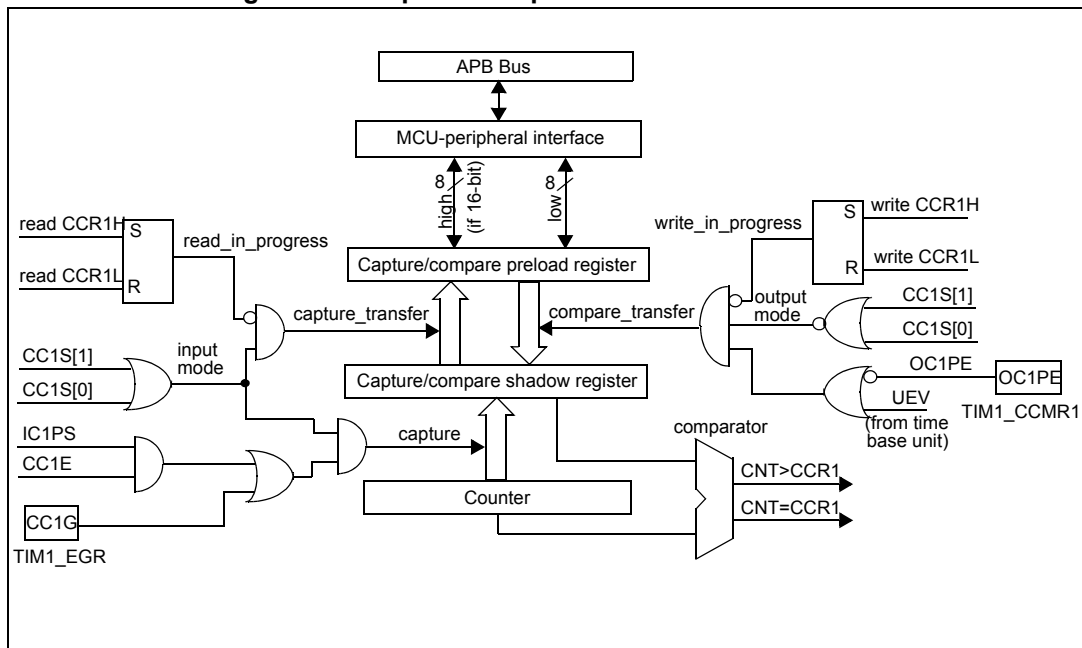 APB Bus
MCU-peripheral interface
8
high
(if 16-bit)
8
low
read CCR1H
S
read_in_progress
read CCR1L
R
write_in_progress
S
write CCR1H
R
write CCR1L
Capture/compare preload register
capture_transfer
compare_transfer
output
mode
CC1S[1]
CC1S[0]
CC1S[1]
CC1S[0]
input
mode
Capture/compare shadow register
OC1PE
OC1PE
UEV
TIM1_CCMR1
(from time
base unit)
IC1PS
CC1E
capture
comparator
CNT>CCR1
Counter
CNT=CCR1
CC1G
TIM1_EGR